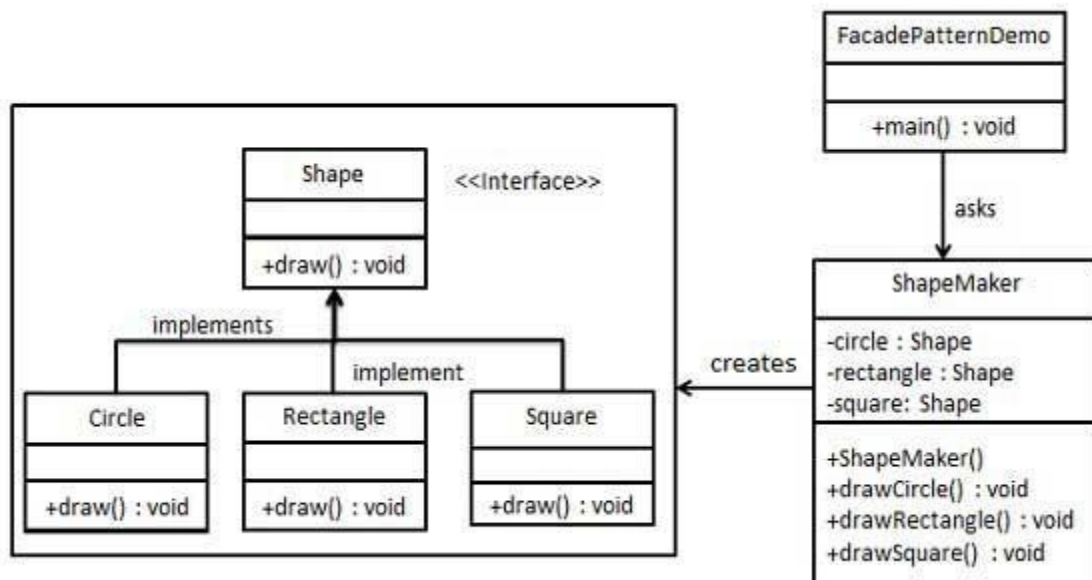 FacadePatternDemo
+main() : void
asks
Shape
<<Interface>>
+draw() : void
implements
implement
Circle
+draw() : void
Rectangle
+draw() : void
Square
+draw() : void
creates
ShapeMaker
-circle : Shape
-rectangle : Shape
-square: Shape
+ShapeMaker()
+drawCircle() : void
+drawRectangle() : void
+drawSquare() : void